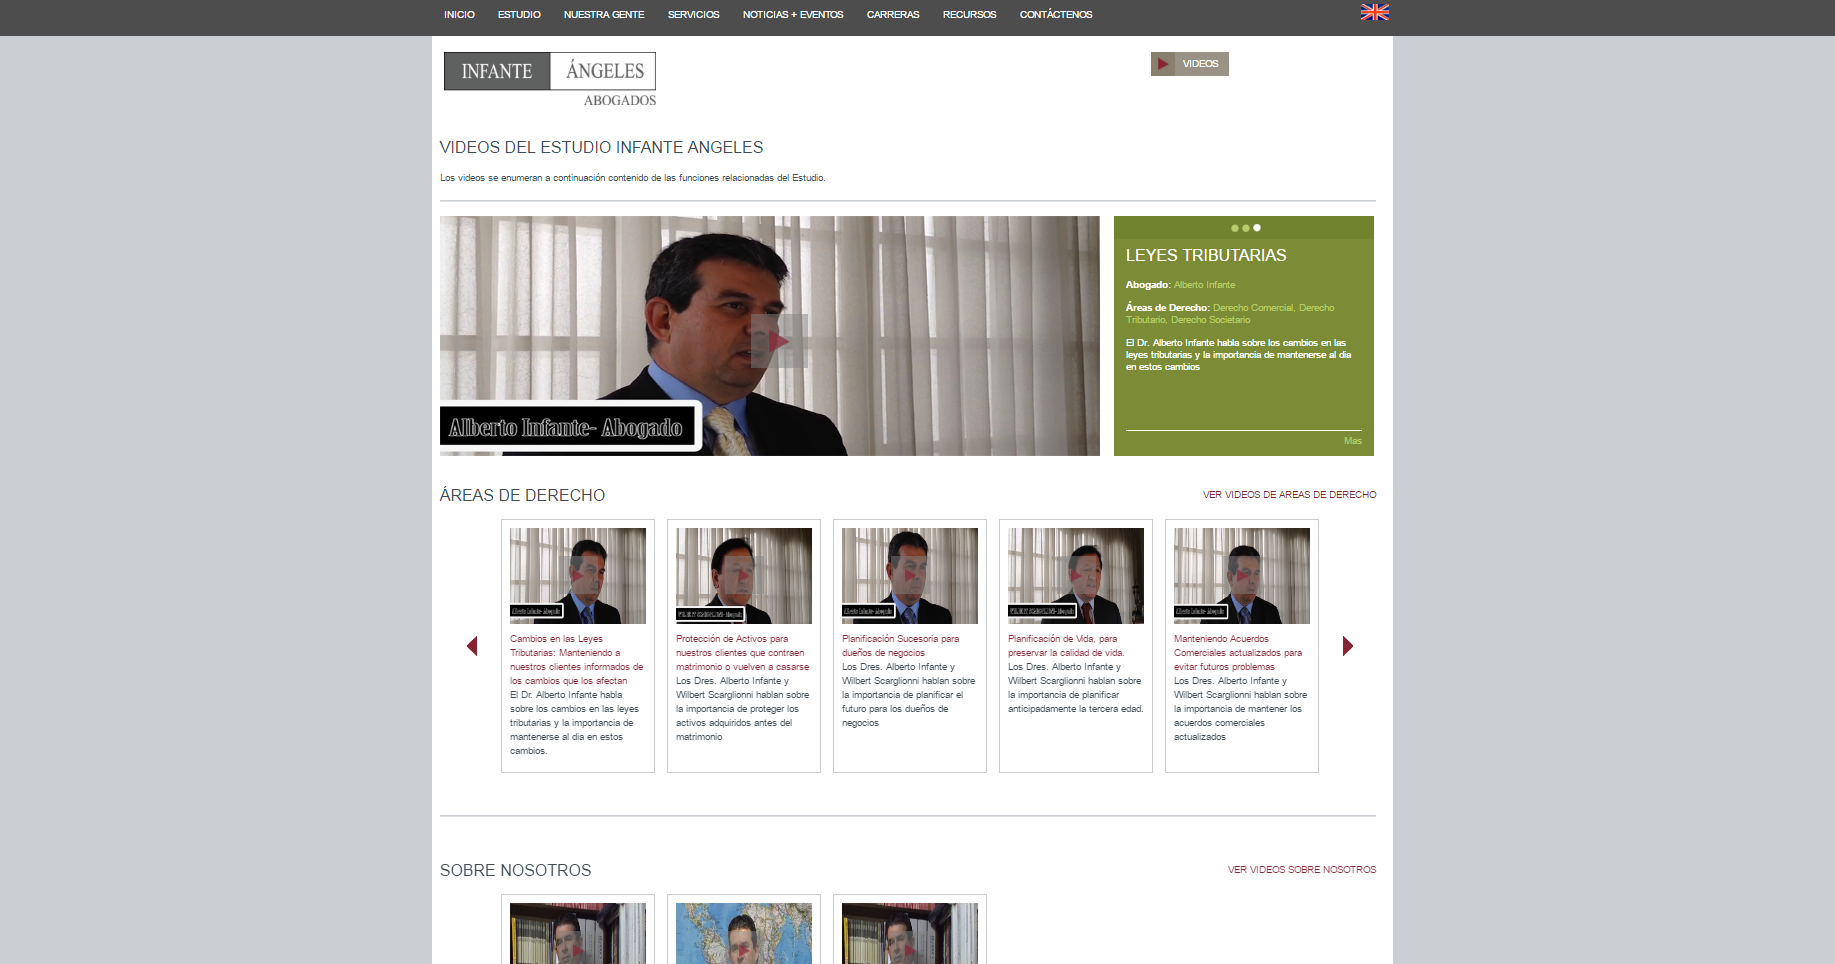 INICIO ESTUDIO NUESTRA GENTE SERVICIOS NOTICIAS + EVENTOS CARRERAS RECURSOS CONTÁCTENOS
INFANTE ÁNGELES
ABOGADOS
VIDEOS
VIDEOS DEL ESTUDIO INFANTE ANGELES
Los videos se enumeran a continuación contenido de las funciones relacionadas del Estudio.
Alberto Infante- Abogado
LEYES TRIBUTARIAS
Abogado: Alberto Infante
Áreas de Derecho: Derecho Comercial, Derecho
Tributario, Derecho Societario
El Dr. Alberto Infante habla sobre los cambios en las
leyes tributarias y la importancia de mantenerse al dia
en estos cambios
Mas
ÁREAS DE DERECHO
VER VIDEOS DE AREAS DE DERECHO
Alberto Infante- Abogado
Cambios en las Leyes
Tributarias: Manteniendo a
nuestros clientes informados de
los cambios que los afectan
El Dr. Alberto Infante habla
sobre los cambios en las leyes
tributarias y la importancia de
mantenerse al dia en estos
cambios.
Protección de Activos para
nuestros clientes que contraen
matrimonio o vuelven a casarse
Los Dres. Alberto Infante y
Wilbert Scarglionni hablan sobre
la importancia de proteger los
activos adquiridos antes del
matrimonio
Alberto Infante- Abogado
Planificación Sucesoria para
dueños de negocios
Los Dres. Alberto Infante y
Wilbert Scarglionni hablan sobre
la importancia de planificar el
futuro para los dueños de
negocios
Planificación de Vida, para
preservar la calidad de vida.
Los Dres. Alberto Infante y
Wilbert Scarglionni hablan sobre
la importancia de planificar
anticipadamente la tercera edad.
Alberto Infante- Abogado
Manteniendo Acuerdos
Comerciales actualizados para
evitar futuros problemas
Los Dres. Alberto Infante y
Wilbert Scarglionni hablan sobre
la importancia de mantener los
acuerdos comerciales
actualizados
SOBRE NOSOTROS
VER VIDEOS SOBRE NOSOTROS